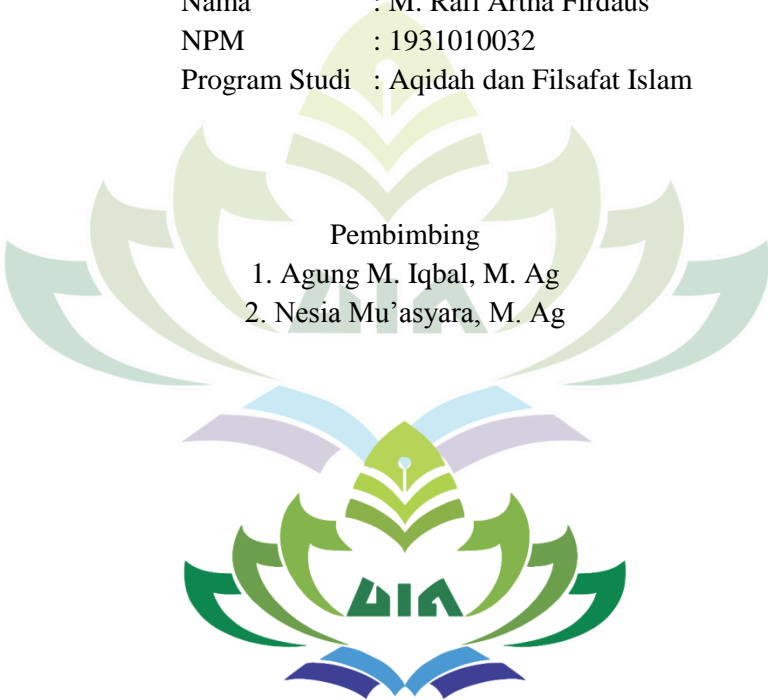 Nama : M. Rafi Artha Firdaus
NPM : 1931010032
Program Studi : Aqidah dan Filsafat Islam
Pembimbing
1. Agung M. Iqbal, M. Ag
2. Nesia Mu’asyara, M. Ag
UIN